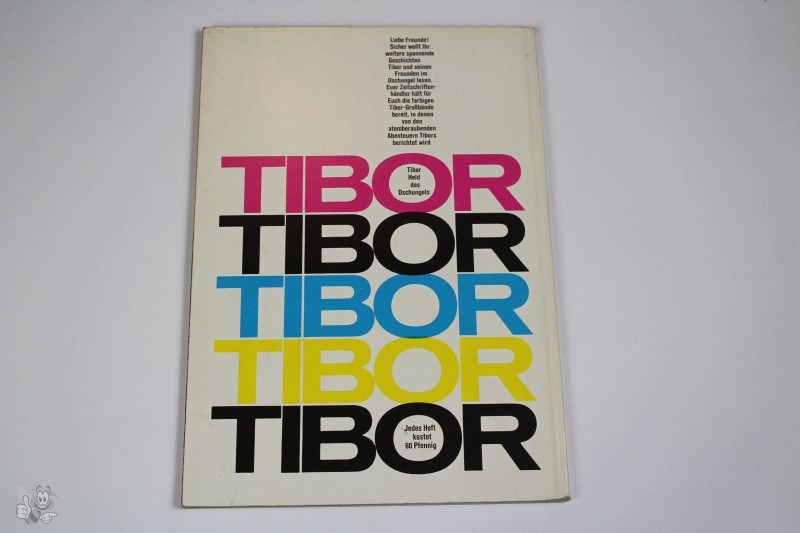 Liebe Freunde!
Sicher wollt Ihr
weitere spannende
Geschichten
Tibor und seinen
Freunden im
Dschungel lesen.
Euer Zeitschriften-
händler hält für
Euch die farbigen
Tibor-Großbände
bereit, in denen
von den
atemberaubenden
Abenteuern Tibors
berichtet wird
TIBOR
Tibor
Held
des
Dschungels
TIBOR
TIBOR
TIBOR
TIBOR
Jedes Heft
kostet
60 Pfennig